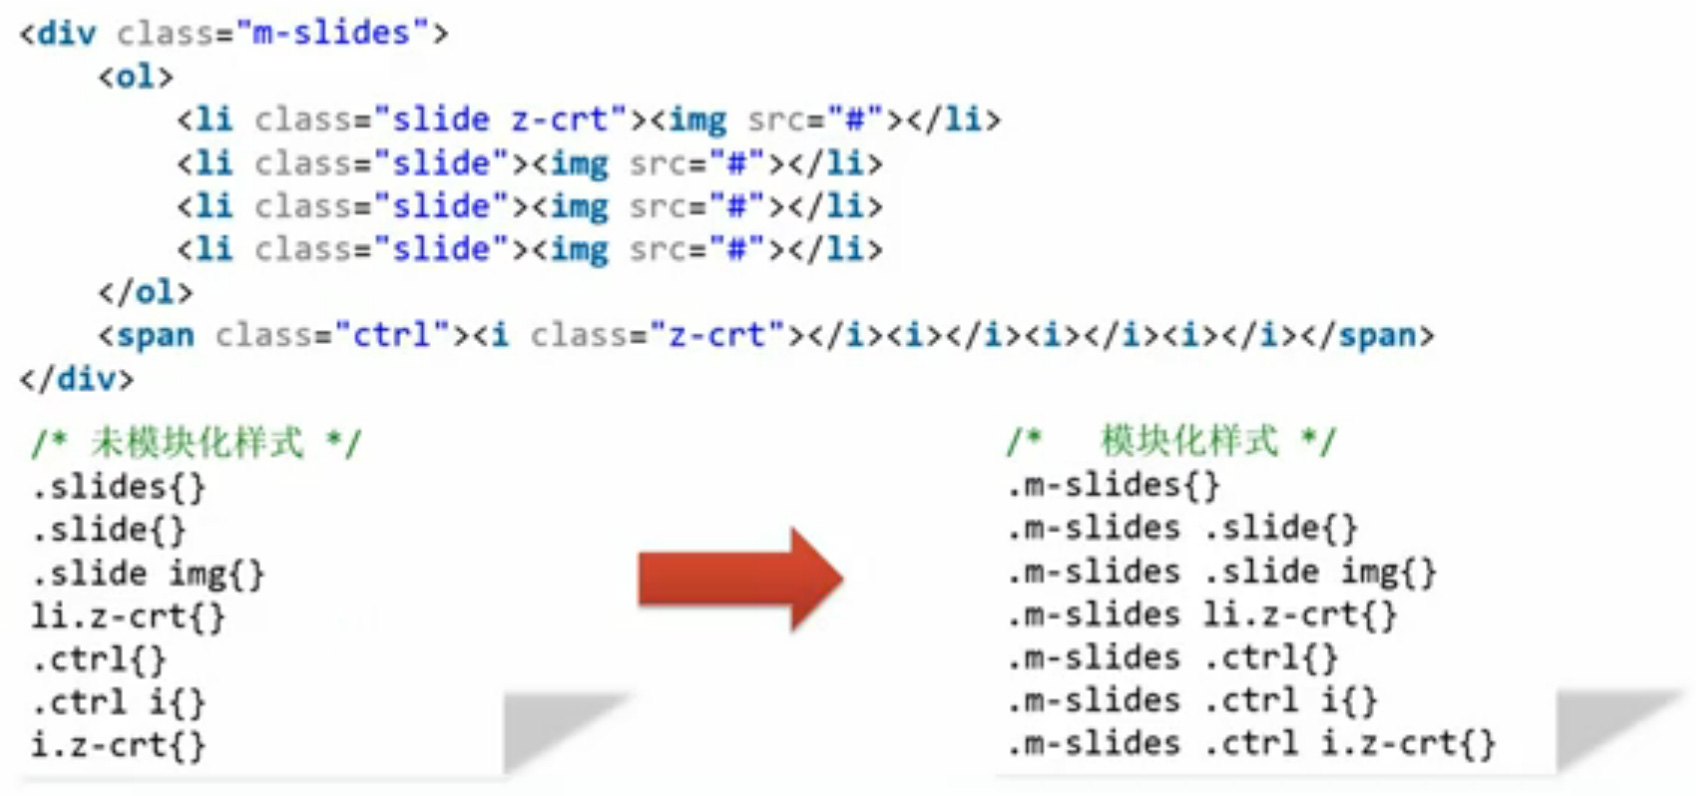 <div class="m-slides">
<ol>
<li class="slide z-crt"><img src="#"></li>
<li class="slide"><img src="#"></li>
<li class="slide"><img src="#"></li>
<li class="slide"><img src="#"></li>
</ol>
<span class="ctrl"><i class="z-crt"></i><i></i><i></i><i></i></span>
</div>
/* 未模块化样式 */
.slides{}
.slide{}
.slide img{}
li.z-crt{}
.ctrl{}
.ctrl i{}
i.z-crt{}
/* 模块化样式 */
.m-slides{}
.m-slides .slide{}
.m-slides .slide img{}
.m-slides li.z-crt{}
.m-slides .ctrl{}
.m-slides .ctrl i{}
.m-slides .ctrl i.z-crt{}